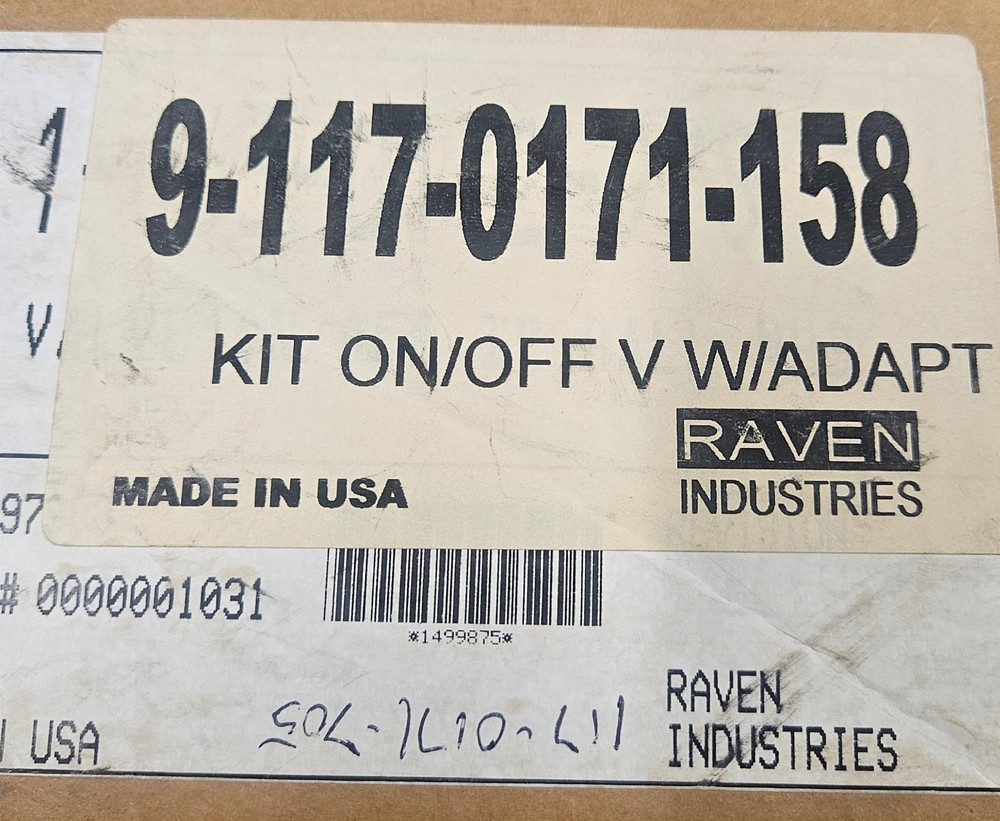 9-117-0171-158
KIT ON/OFF V W/ADAPT
RAVEN
INDUSTRIES
MADE IN USA
97
# 0000001031
*1499875*
117-0171-705
RAVEN
INDUSTRIES
USA